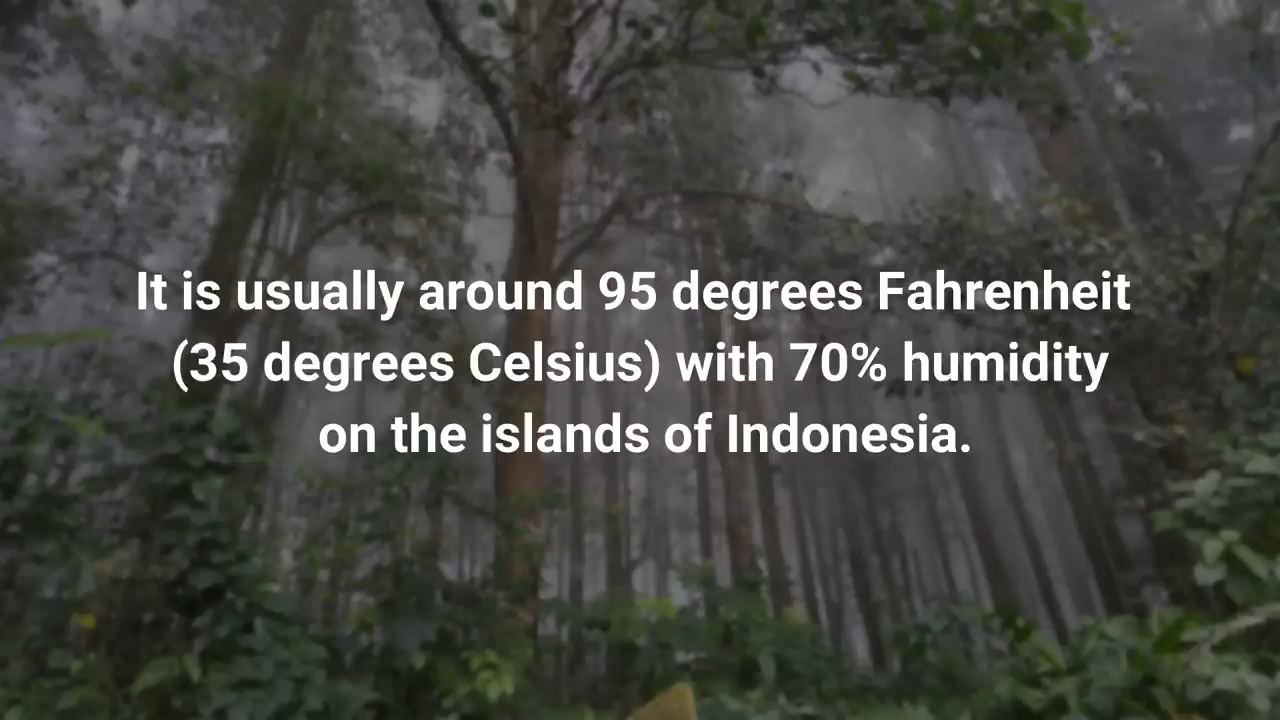 It is usually around 95 degrees Fahrenheit
(35 degrees Celsius) with 70% humidity
on the islands of Indonesia.